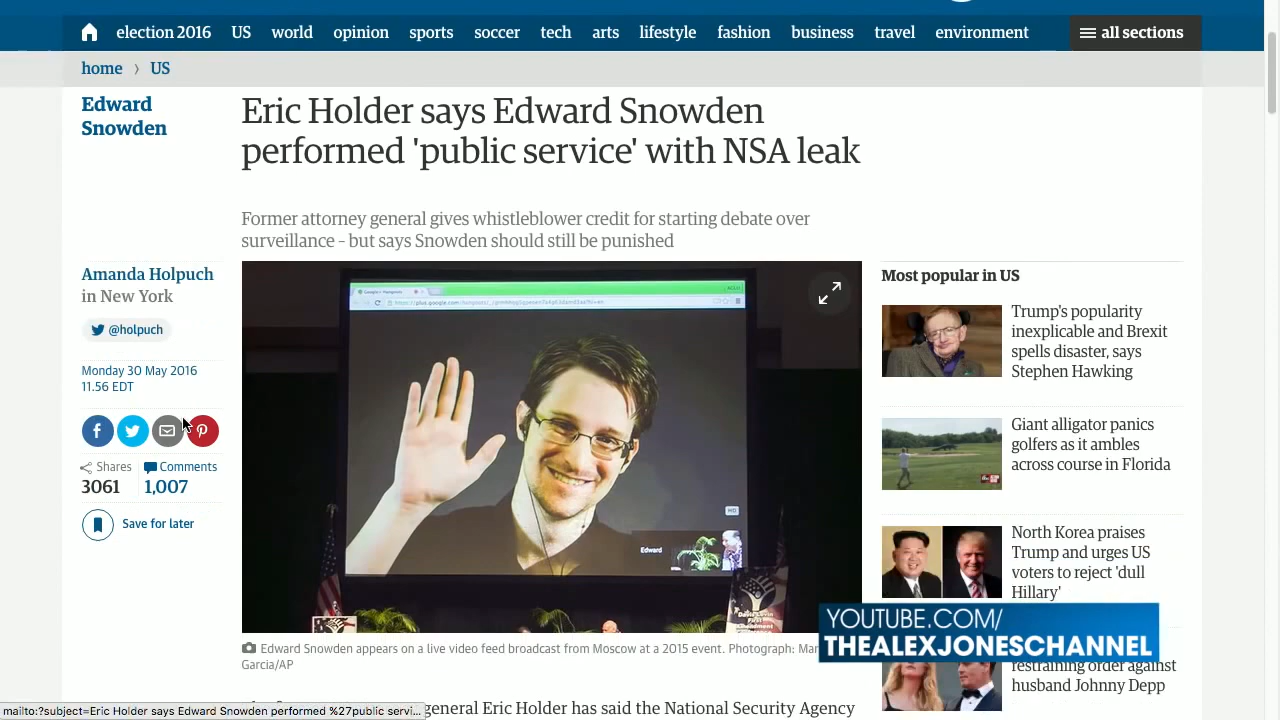 election 2016 US world opinion sports soccer tech arts lifestyle fashion business travel environment all sections
home › US
Edward
Snowden
Eric Holder says Edward Snowden
performed 'public service' with NSA leak
Former attorney general gives whistleblower credit for starting debate over
surveillance – but says Snowden should still be punished
Amanda Holpuch
in New York
@holpuch
Monday 30 May 2016
11.56 EDT
Shares
3061
Comments
1,007
Save for later
HD
Edward
Edward Snowden appears on a live video feed broadcast from Moscow at a 2015 event. Photograph:
Garcia/AP
general Eric Holder has said the National Security Agency
Most popular in US
Trump's popularity
inexplicable and Brexit
spells disaster, says
Stephen Hawking
Giant alligator panics
golfers as it ambles
across course in Florida
North Korea praises
Trump and urges US
voters to reject 'dull
Hillary'
restraining order against
husband Johnny Depp
YOUTUBE.COM/
THEALEXJONESCHANNEL
mailto:?subject=Eric Holder says Edward Snowden performed %27public servi...